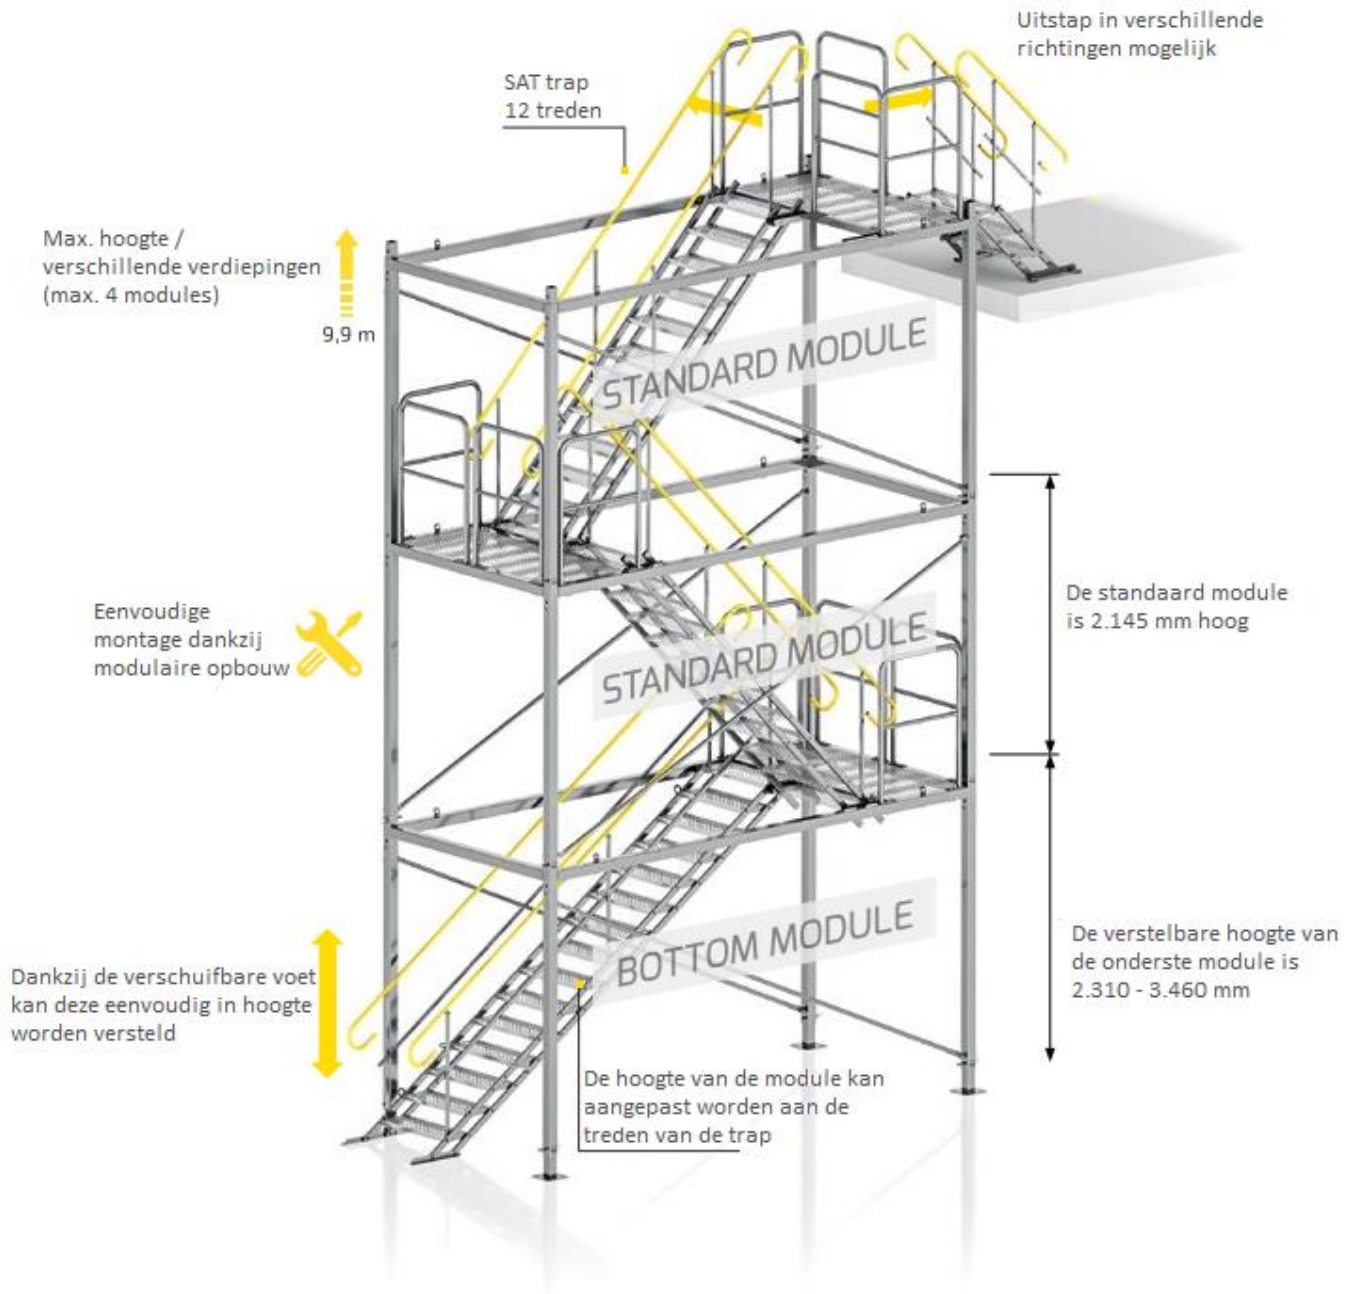 Uitstap in verschillende
richtingen mogelijk
SAT trap
12 treden
Max. hoogte /
verschillende verdiepingen
(max. 4 modules)
9,9 m
STANDARD MODULE
De standaard module
is 2.145 mm hoog
Eenvoudige
montage dankzij
modulaire opbouw
STANDARD MODULE
BOTTOM MODULE
De verstelbare hoogte van
de onderste module is
2.310 - 3.460 mm
Dankzij de verschuifbare voet
kan deze eenvoudig in hoogte
worden versteld
De hoogte van de module kan
aangepast worden aan de
treden van de trap